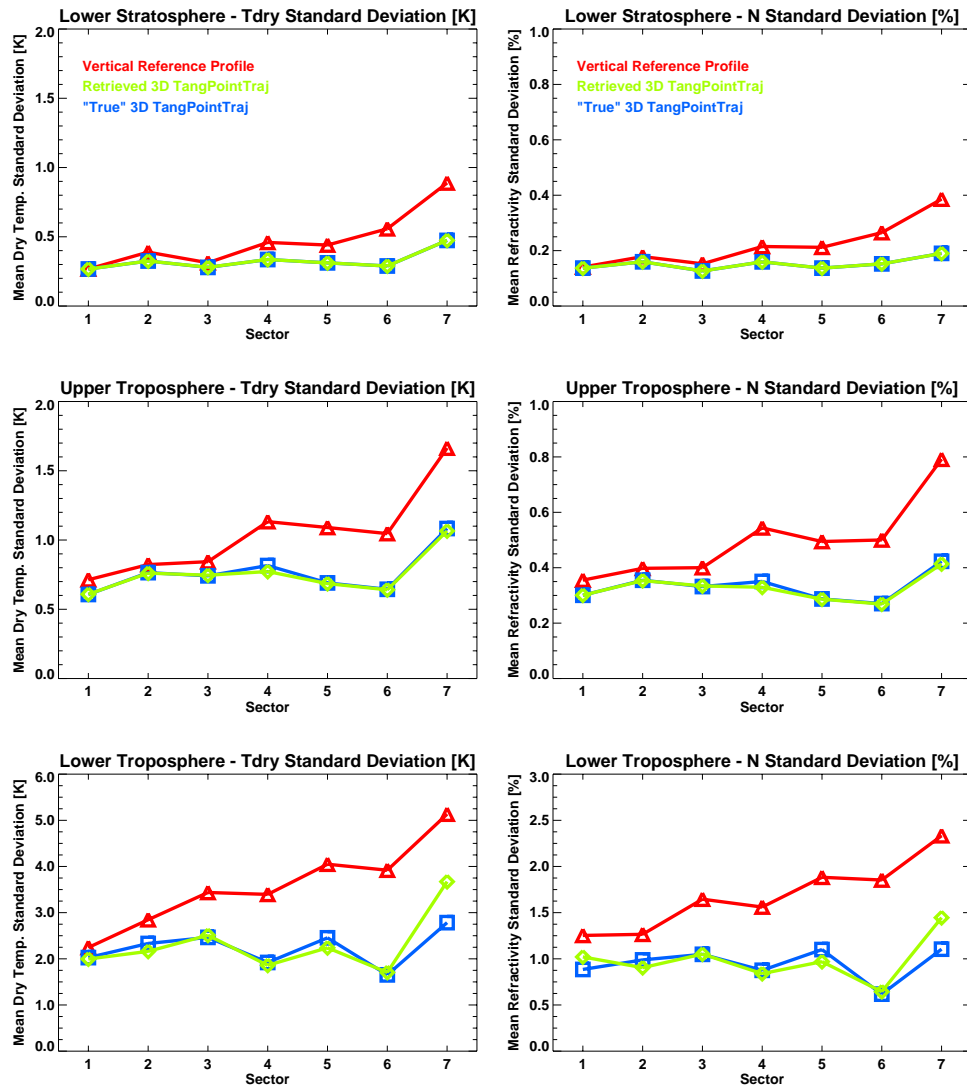 Lower Stratosphere - Tdry Standard Deviation [K]
Mean Dry Temp. Standard Deviation [K]
2.0
1.5
1.0
0.5
0.0
Vertical Reference Profile
Retrieved 3D TangPointTraj
"True" 3D TangPointTraj
1 2 3 4 5 6 7
Sector
Lower Stratosphere - N Standard Deviation [%]
Mean Refractivity Standard Deviation [%]
1.0
0.8
0.6
0.4
0.2
0.0
Vertical Reference Profile
Retrieved 3D TangPointTraj
"True" 3D TangPointTraj
1 2 3 4 5 6 7
Sector
Upper Troposphere - Tdry Standard Deviation [K]
Mean Dry Temp. Standard Deviation [K]
2.0
1.5
1.0
0.5
0.0
1 2 3 4 5 6 7
Sector
Upper Troposphere - N Standard Deviation [%]
Mean Refractivity Standard Deviation [%]
1.0
0.8
0.6
0.4
0.2
0.0
1 2 3 4 5 6 7
Sector
Lower Troposphere - Tdry Standard Deviation [K]
Mean Dry Temp. Standard Deviation [K]
6.0
5.0
4.0
3.0
2.0
1.0
0.0
1 2 3 4 5 6 7
Sector
Lower Troposphere - N Standard Deviation [%]
Mean Refractivity Standard Deviation [%]
3.0
2.5
2.0
1.5
1.0
0.5
0.0
1 2 3 4 5 6 7
Sector